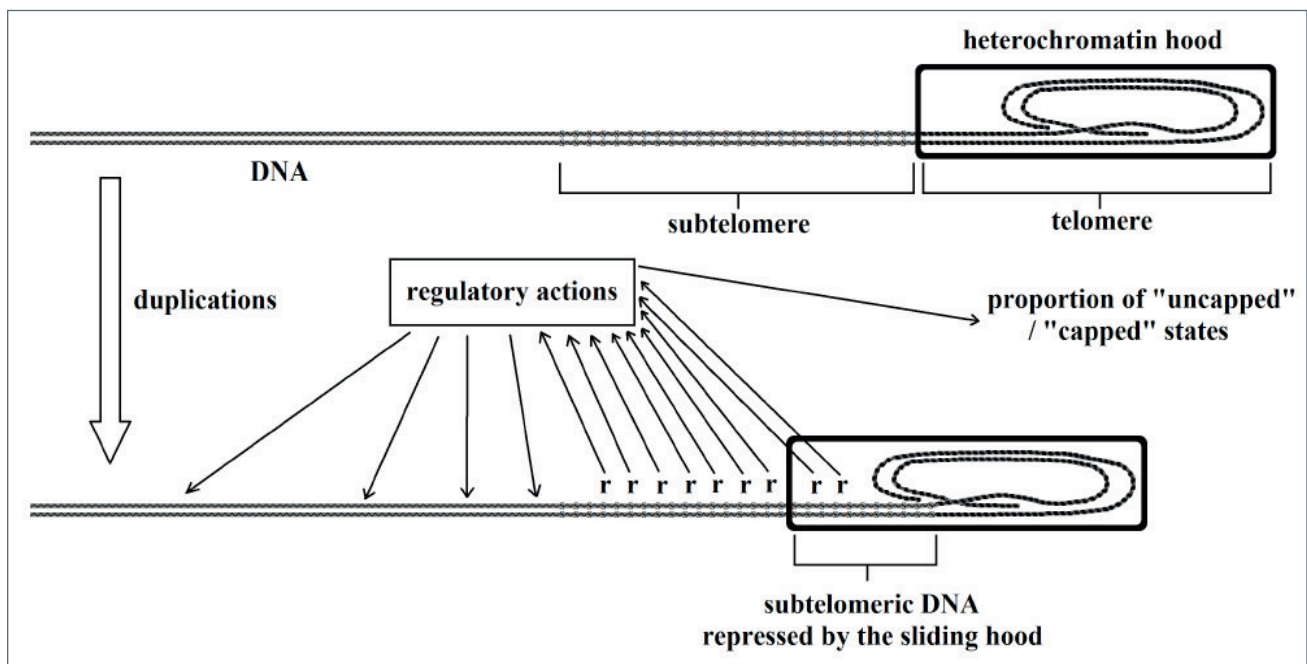 heterochromatin hood
DNA
subtelomere
telomere
duplications
regulatory actions
proportion of "uncapped"
/ "capped" states
r r r r r r r r r
subtelomeric DNA
repressed by the sliding hood